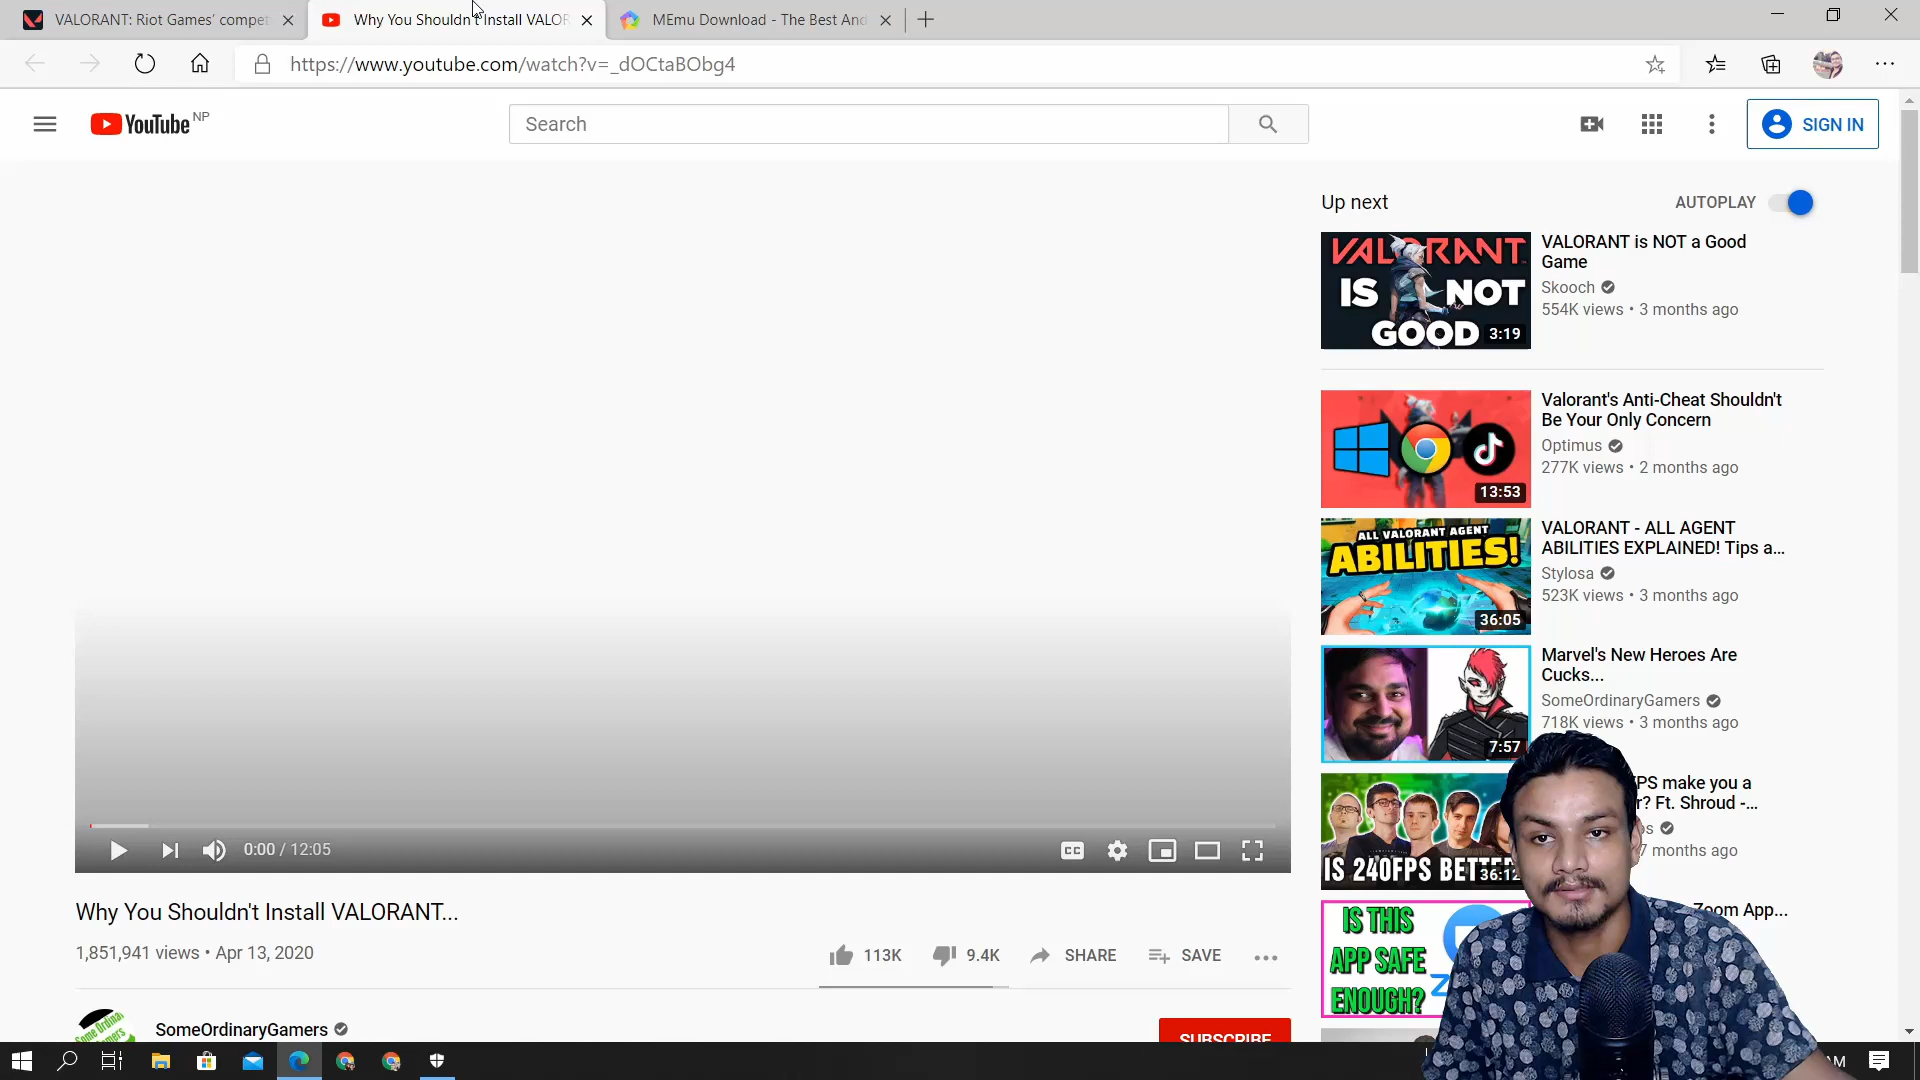 VALORANT: Riot Games' compet
Why You Shouldn't Install VALOR
MEmu Download - The Best And
https://www.youtube.com/watch?v=_dOCtaBObg4
YouTube NP
Search
SIGN IN
Up next
AUTOPLAY
VALORANT
IS NOT
GOOD
3:19
VALORANT is NOT a Good
Game
Skooch
554K views • 3 months ago
13:53
Valorant's Anti-Cheat Shouldn't
Be Your Only Concern
Optimus
277K views • 2 months ago
ALL VALORANT AGENT
ABILITIES!
36:05
VALORANT - ALL AGENT
ABILITIES EXPLAINED! Tips a...
Stylosa
523K views • 3 months ago
7:57
Marvel's New Heroes Are
Cucks...
SomeOrdinaryGamers
718K views • 3 months ago
IS 240FPS
36:12
PS make you a
r? Ft. Shroud -...
7 months ago
IS THIS
APP SAFE
ENOUGH?
Zoom App...
0:00 / 12:05
CC
Why You Shouldn't Install VALORANT...
1,851,941 views • Apr 13, 2020
113K
9.4K
SHARE
SAVE
SomeOrdinaryGamers
SUBSCRIBE
AM